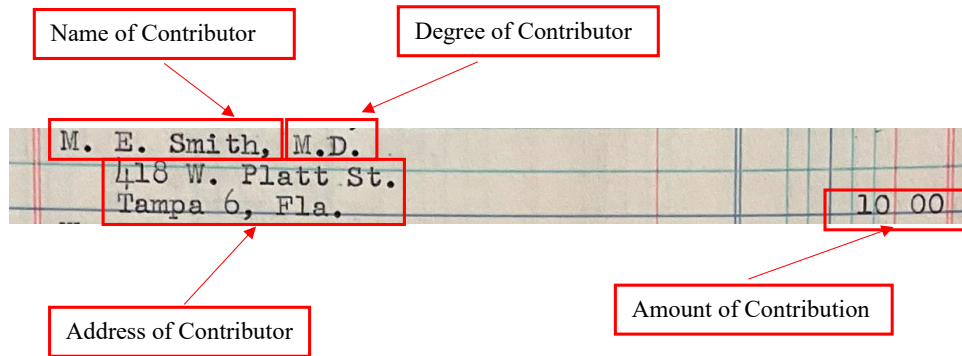 Name of Contributor
Degree of Contributor
M. E. Smith, M.D.
418 W. Platt St.
Tampa 6, Fla.
10 00
Address of Contributor
Amount of Contribution